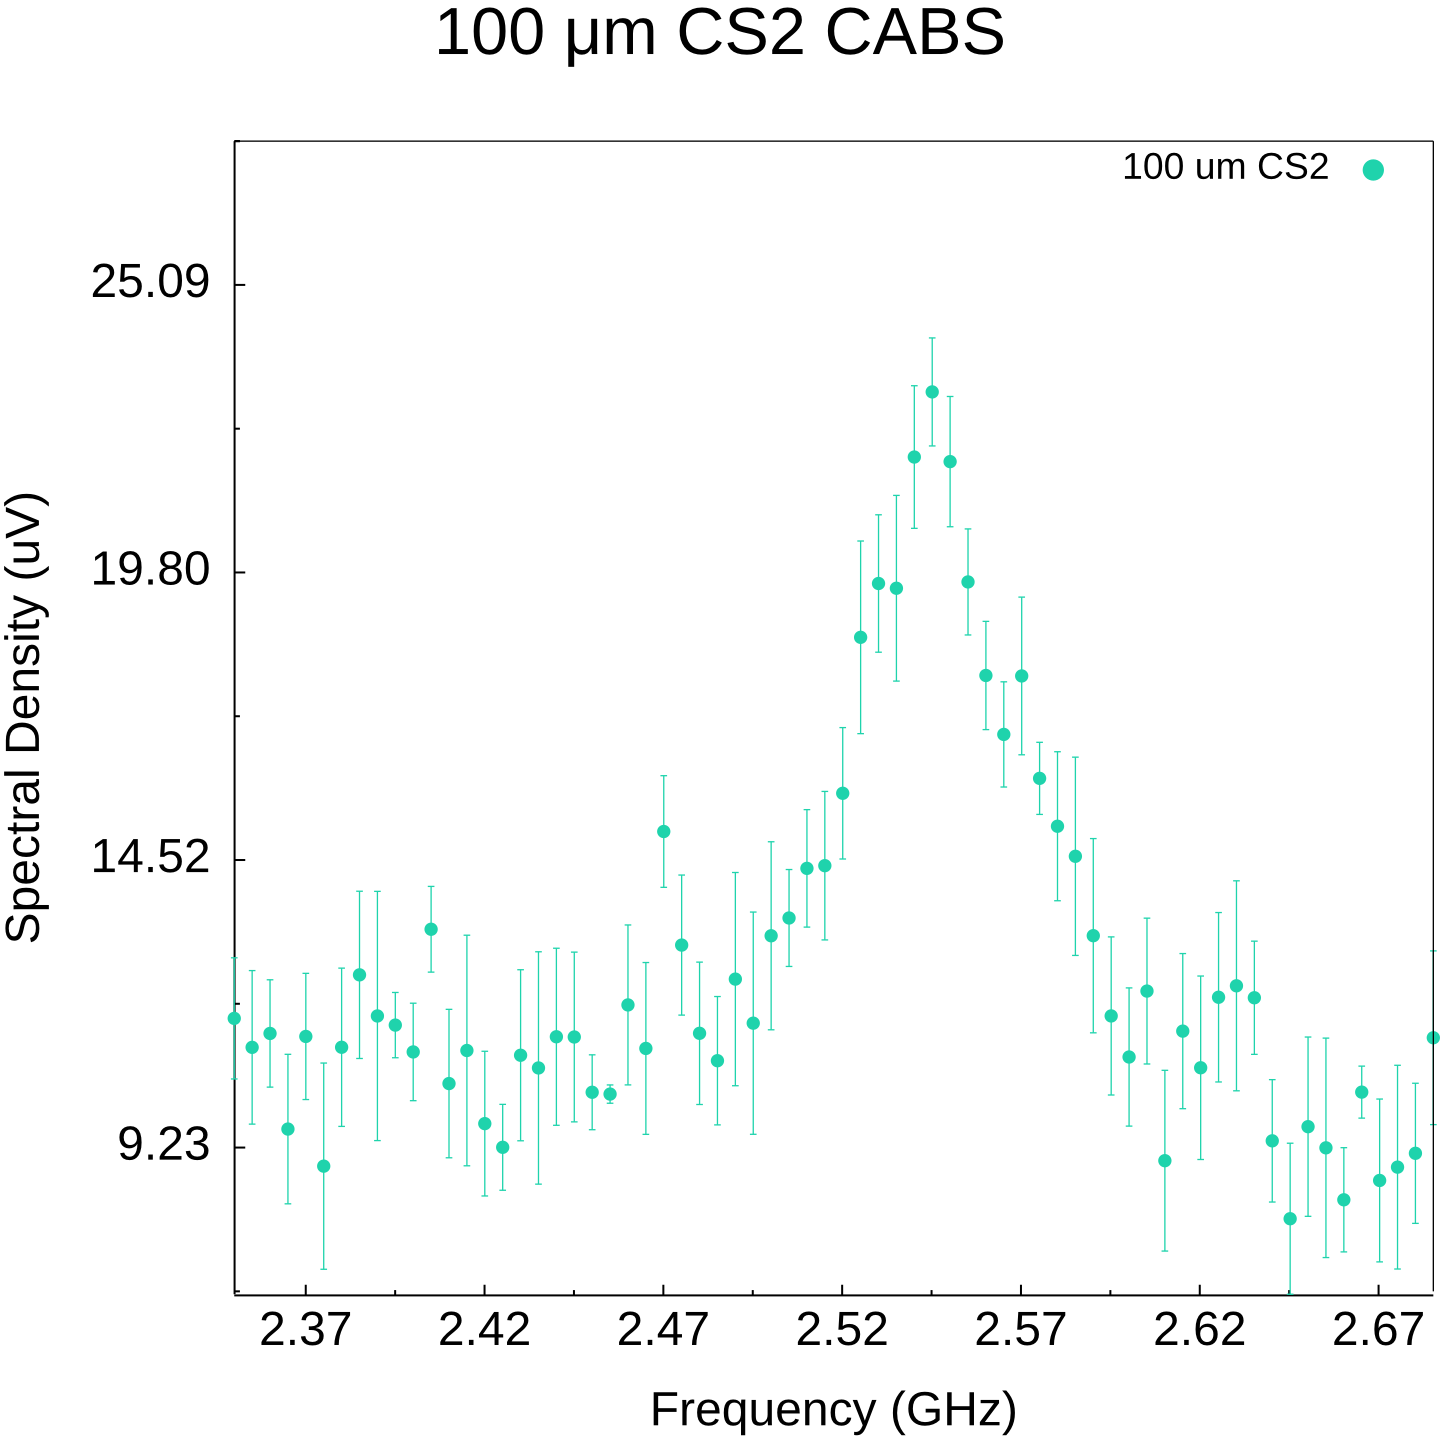 100 μm CS2 CABS
100 um CS2
25.09
19.80
14.52
9.23
Spectral Density (uV)
2.37 2.42 2.47 2.52 2.57 2.62 2.67
Frequency (GHz)